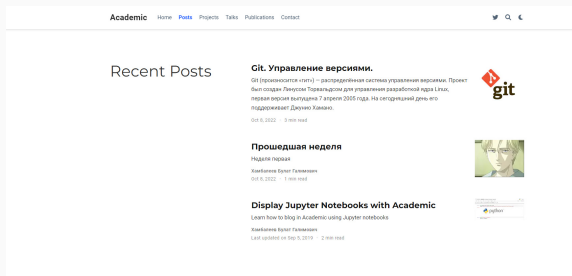 Academic
Home Posts Projects Talks Publications Contact
Recent Posts
Git. Управление версиями.
Git (произносится «гит») — распределённая система управления версиями. Проект
был создан Линусом Торвальдсом для управления разработкой ядра Linux,
первая версия выпущена 7 апреля 2005 года. На сегодняшний день его
поддерживает Джунио Хамано.
Oct 8, 2022 · 3 min read
git
Прошедшая неделя
Неделя первая
Хамбалеев Булат Галимович
Oct 8, 2022 · 1 min read
Display Jupyter Notebooks with Academic
Learn how to blog in Academic using Jupyter notebooks
Хамбалеев Булат Галимович
Last updated on Sep 5, 2019 · 2 min read